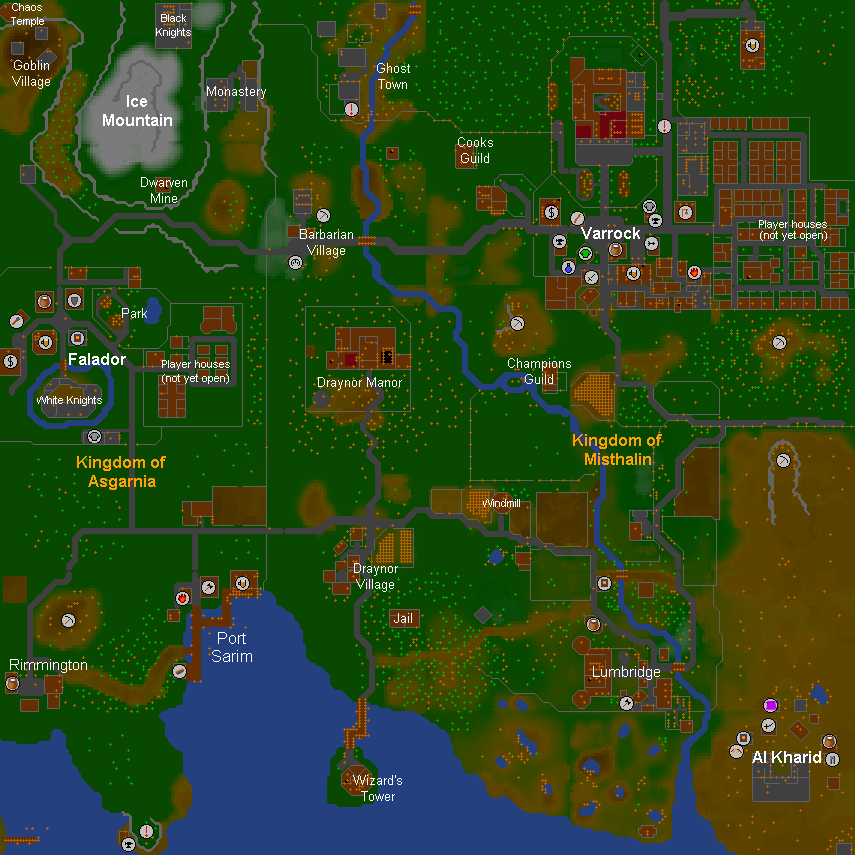 Chaos
Temple
Black
Knights
Goblin
Village
Ghost
Town
Monastery
Ice
Mountain
Cooks
Guild
Dwarven
Mine
Barbarian
Village
Varrock
Player houses
(not yet open)
Park
Falador
Player houses
(not yet open)
White Knights
Draynor Manor
Champions
Guild
Kingdom of
Asgarnia
Kingdom of
Misthalin
Windmill
Draynor
Village
Jail
Port
Sarim
Rimmington
Lumbridge
Wizard's
Tower
Al Kharid